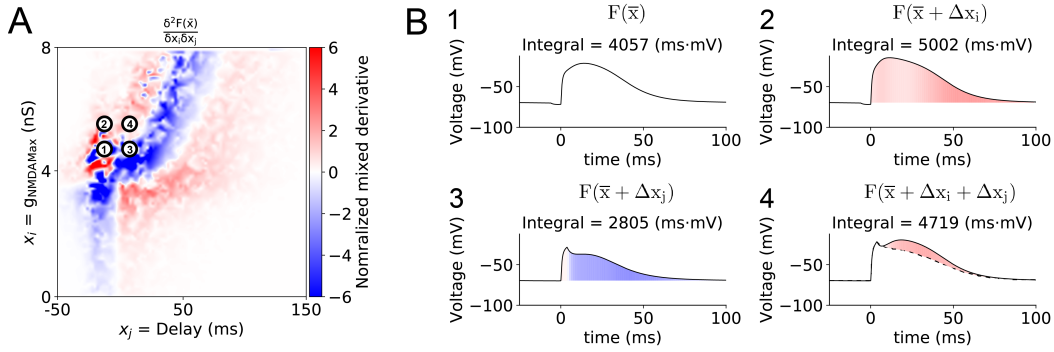 A
δ²F(x̄)
δxᵢδxⱼ
8
4
0
xᵢ = gNMDAMax (nS)
2
4
1
3
-50
50
150
xⱼ = Delay (ms)
6
4
2
0
−2
−4
−6
Nomralized mixed derivative
B
1
F(x̄)
Integral = 4057 (ms·mV)
Voltage (mV)
−50
−100
0
50
100
time (ms)
2
F(x̄ + Δxⱼ)
Integral = 5002 (ms·mV)
Voltage (mV)
−50
−100
0
50
100
time (ms)
3
F(x̄ + Δxⱼ)
Integral = 2805 (ms·mV)
Voltage (mV)
−50
−100
0
50
100
time (ms)
4
F(x̄ + Δxᵢ + Δxⱼ)
Integral = 4719 (ms·mV)
Voltage (mV)
−50
−100
0
50
100
time (ms)